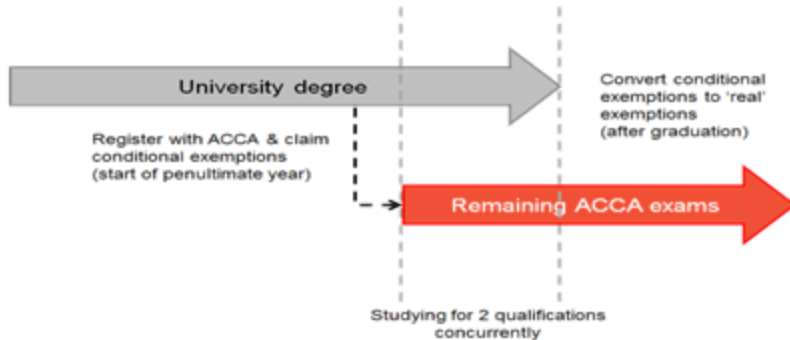 University degree
Convert conditional
exemptions to 'real'
exemptions
(after graduation)
Register with ACCA & claim
conditional exemptions
(start of penultimate year)
Remaining ACCA exams
Studying for 2 qualifications
concurrently